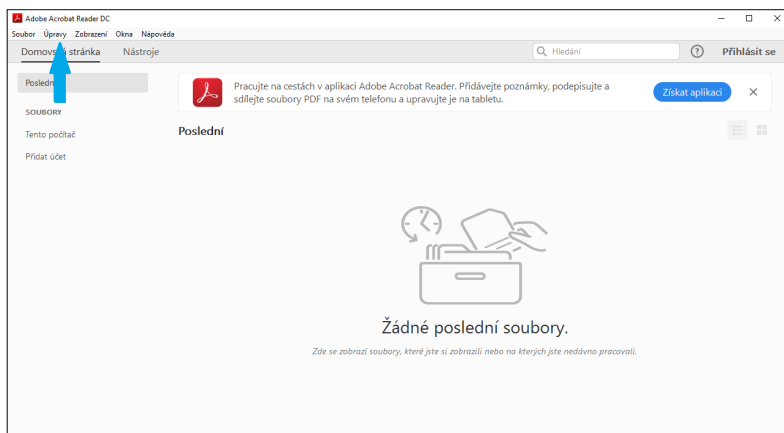 Adobe Acrobat Reader DC
Soubor Úpravy Zobrazení Okna Nápověda
Domovská stránka Nástroje Hledání Přihlásit se
Poslední
SOUBORY
Tento počítač
Přidat účet
Pracujte na cestách v aplikaci Adobe Acrobat Reader. Přidávejte poznámky, podepisujte a
sdílejte soubory PDF na svém telefonu a upravujte je na tabletu.
Získat aplikaci
Poslední
Žádné poslední soubory.
Zde se zobrazí soubory, které jste si zobrazili nebo na kterých jste nedávno pracovali.